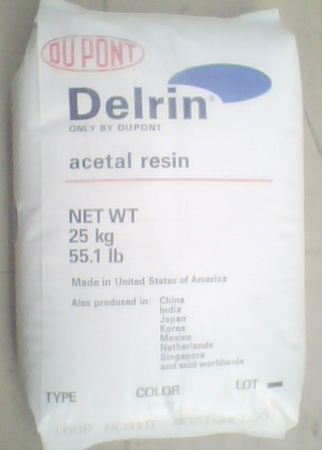 DU PONT
Delrin®
ONLY BY DUPONT
acetal resin
NET WT
25 kg
55.1 lb
Made in United States of America
Also produced in: China
India
Japan
Korea
Mexico
Netherlands
Singapore
and sold worldwide
TYPE COLOR LOT